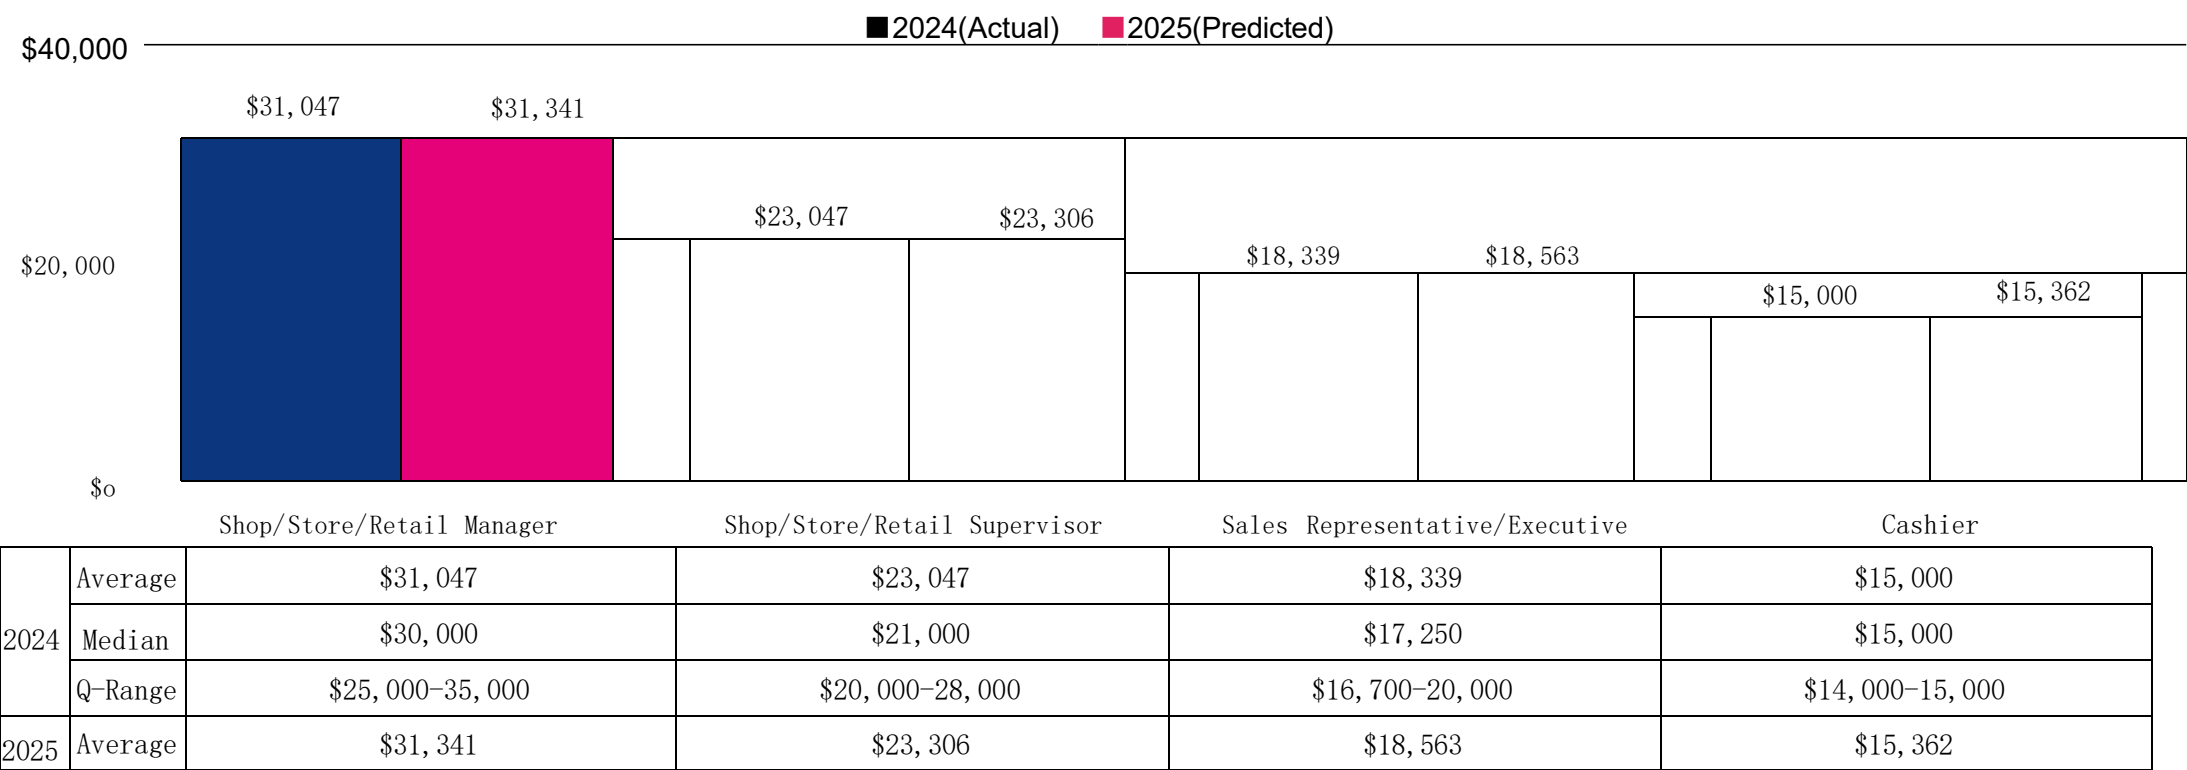 2024(Actual) 2025(Predicted)
$40,000
$31,047 $31,341
$23,047 $23,306
$20,000
$18,339 $18,563
$15,000 $15,362
$o
Shop/Store/Retail Manager Shop/Store/Retail Supervisor Sales Representative/Executive Cashier
Average $31,047 $23,047 $18,339 $15,000
2024 Median $30,000 $21,000 $17,250 $15,000
Q-Range $25,000-35,000 $20,000-28,000 $16,700-20,000 $14,000-15,000
2025 Average $31,341 $23,306 $18,563 $15,362